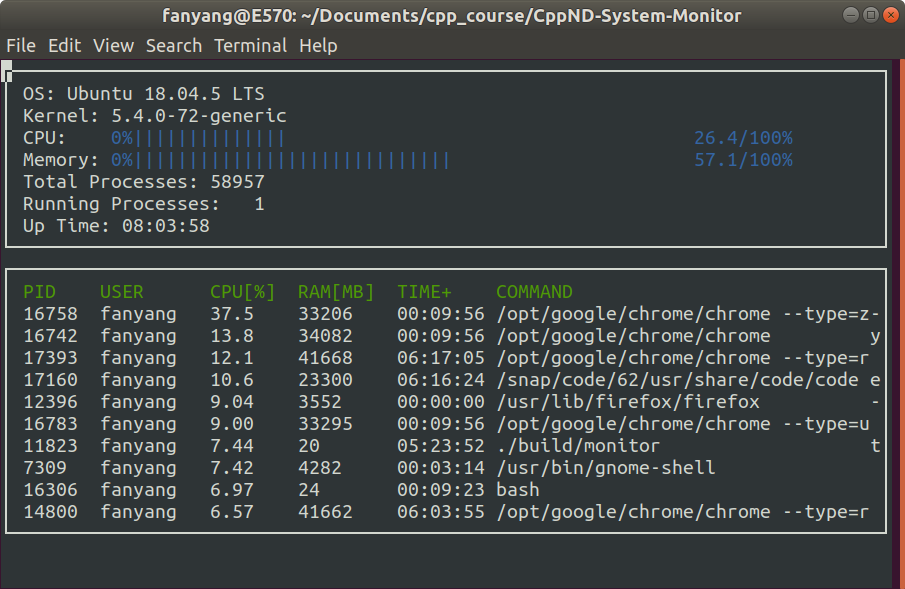 fanyang@E570: ~/Documents/cpp_course/CppND-System-Monitor
File Edit View Search Terminal Help
OS: Ubuntu 18.04.5 LTS
Kernel: 5.4.0-72-generic
CPU: 0%|||||||||||||| 26.4/100%
Memory: 0%||||||||||||||||||||||||||||| 57.1/100%
Total Processes: 58957
Running Processes: 1
Up Time: 08:03:58
PID USER CPU[%] RAM[MB] TIME+ COMMAND
16758 fanyang 37.5 33206 00:09:56 /opt/google/chrome/chrome --type=z-
16742 fanyang 13.8 34082 00:09:56 /opt/google/chrome/chrome y
17393 fanyang 12.1 41668 06:17:05 /opt/google/chrome/chrome --type=r
17160 fanyang 10.6 23300 06:16:24 /snap/code/62/usr/share/code/code e
12396 fanyang 9.04 3552 00:00:00 /usr/lib/firefox/firefox -
16783 fanyang 9.00 33295 00:09:56 /opt/google/chrome/chrome --type=u
11823 fanyang 7.44 20 05:23:52 ./build/monitor t
7309 fanyang 7.42 4282 00:03:14 /usr/bin/gnome-shell
16306 fanyang 6.97 24 00:09:23 bash
14800 fanyang 6.57 41662 06:03:55 /opt/google/chrome/chrome --type=r